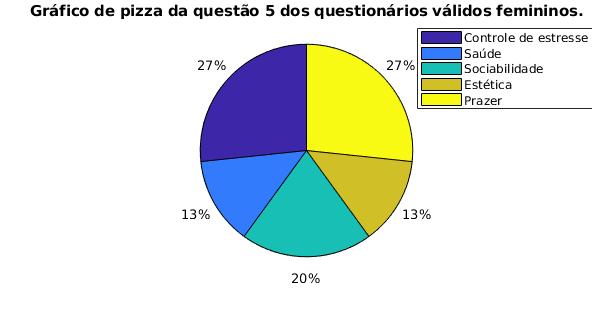 Gráfico de pizza da questão 5 dos questionários válidos femininos.
Controle de estresse
Saúde
Sociabilidade
Estética
Prazer
27%
27%
13%
13%
20%